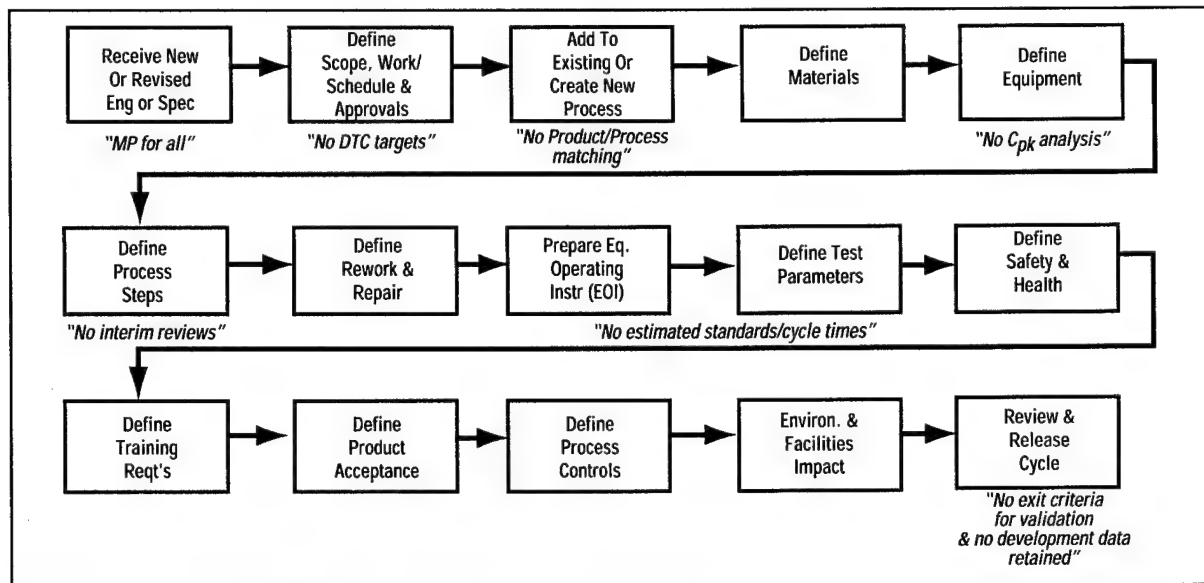 Receive New
Or Revised
Eng or Spec
"MP for all"
Define
Scope, Work/
Schedule &
Approvals
"No DTC targets"
Add To
Existing Or
Create New
Process
"No Product/Process
matching"
Define
Materials
Define
Equipment
"No Cpk analysis"
Define
Process
Steps
"No interim reviews"
Define
Rework &
Repair
Prepare Eq.
Operating
Instr (EOI)
Define Test
Parameters
"No estimated standards/cycle times"
Define
Safety &
Health
Define
Training
Reqt's
Define
Product
Acceptance
Define
Process
Controls
Environ. &
Facilities
Impact
Review &
Release
Cycle
"No exit criteria
for validation
& no development data
retained"